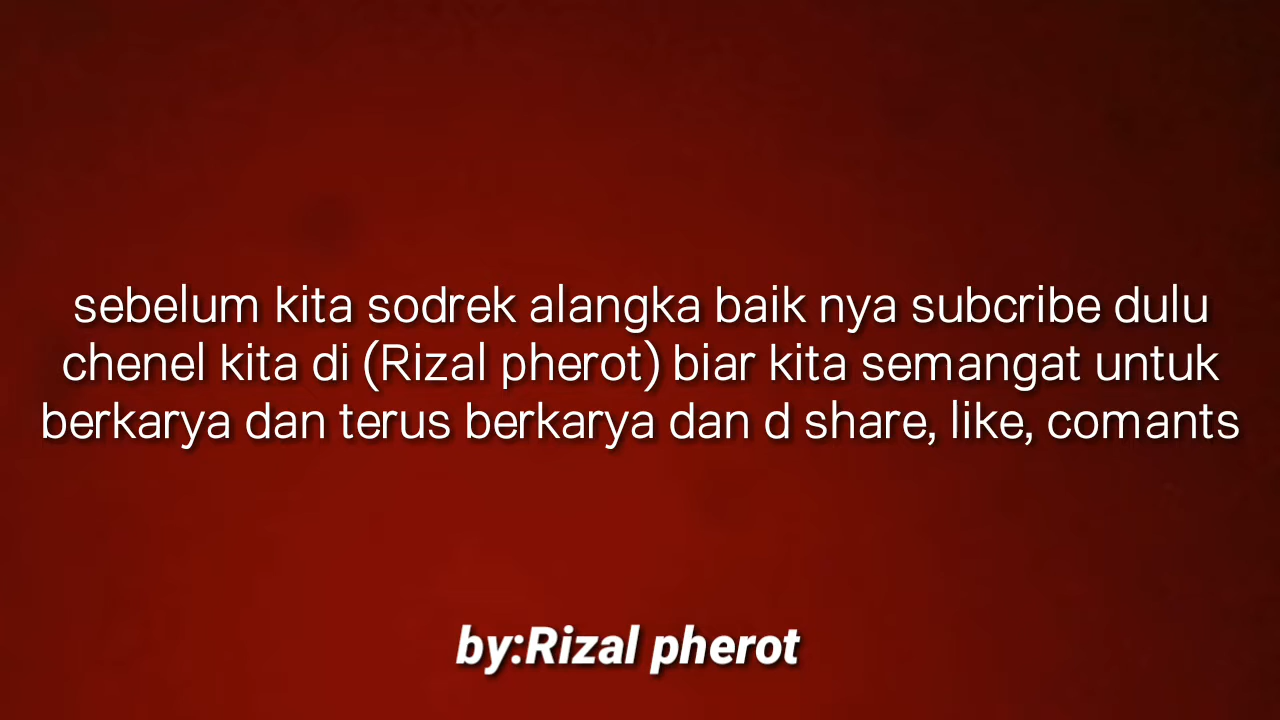 sebelum kita sodrek alangka baik nya subcribe dulu
chenel kita di (Rizal pherot) biar kita semangat untuk
berkarya dan terus berkarya dan d share, like, comants
by:Rizal pherot